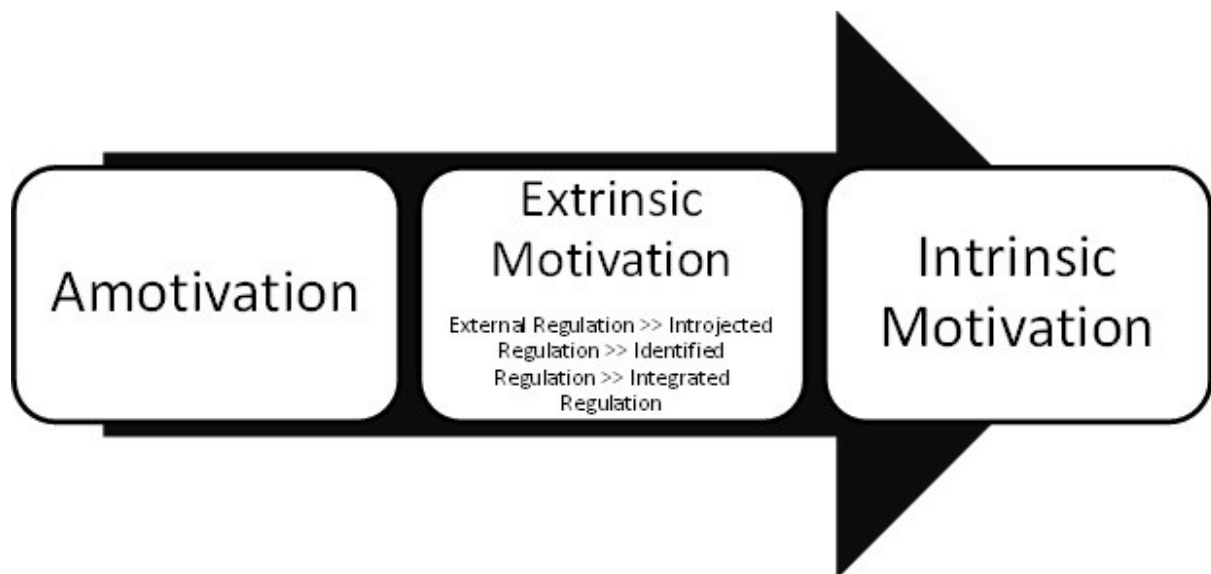 Amotivation
Extrinsic
Motivation
External Regulation >> Introjected
Regulation >> Identified
Regulation >> Integrated
Regulation
Intrinsic
Motivation